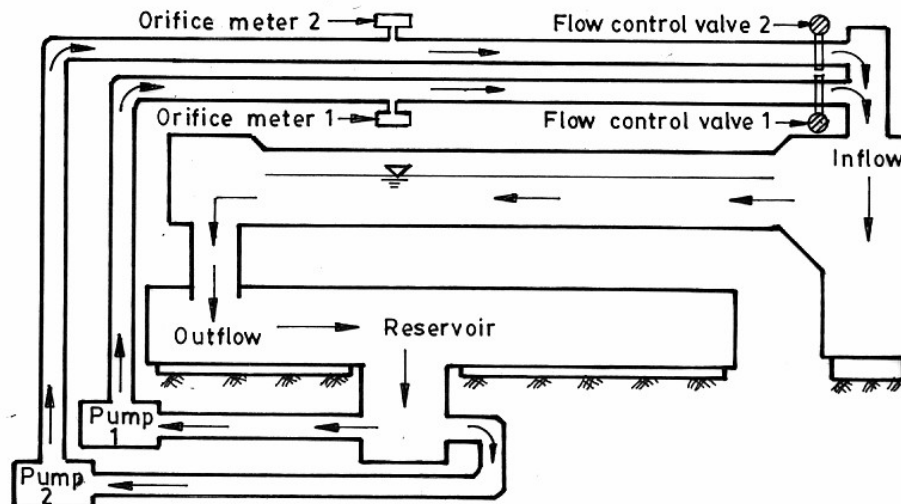 Orifice meter 2
Flow control valve 2
Orifice meter 1
Flow control valve 1
Inflow
Outflow
Reservoir
Pump
1
Pump
2